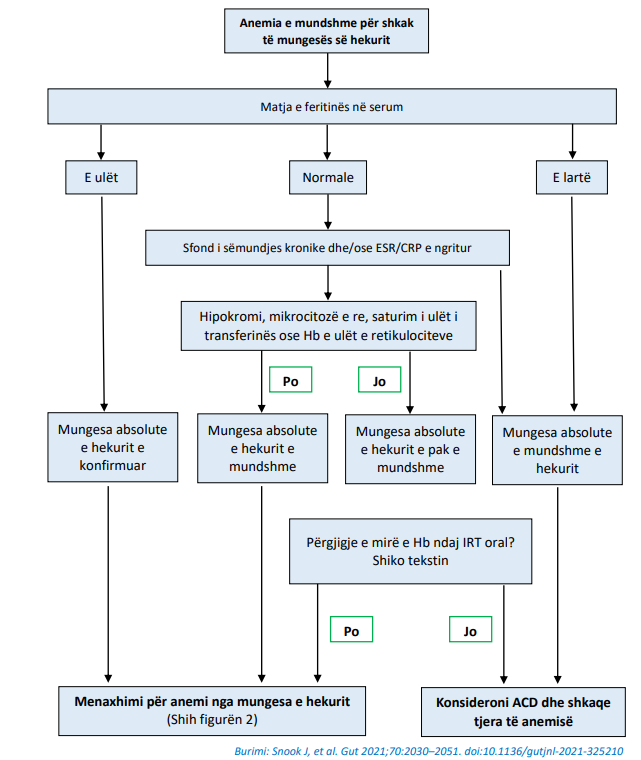 Anemia e mundshme për shkak
të mungesës së hekurit
Matja e feritinës në serum
E ulët
Normale
E lartë
Sfond i sëmundjes kronike dhe/ose ESR/CRP e ngritur
Hipokromi, mikrocitozë e re, saturim i ulët i
transferinës ose Hb e ulët e retikulociteve
Po
Jo
Mungesa absolute
e hekurit e
konfirmuar
Mungesa absolute
e hekurit e
mundshme
Mungesa absolute
e hekurit e pak e
mundshme
Mungesa absolute
e mundshme e
hekurit
Përgjigje e mirë e Hb ndaj IRT oral?
Shiko tekstin
Po
Jo
Menaxhimi për anemi nga mungesa e hekurit
(Shih figurën 2)
Konsideroni ACD dhe shkaqe
tjera të anemisë
Burimi: Snook J, et al. Gut 2021;70:2030–2051. doi:10.1136/gutjnl-2021-325210